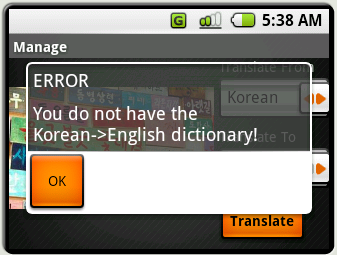 G
5:38 AM
Manage
Translate From
ERROR
You do not have the
Korean->English dictionary!
Korean
OK
Translate